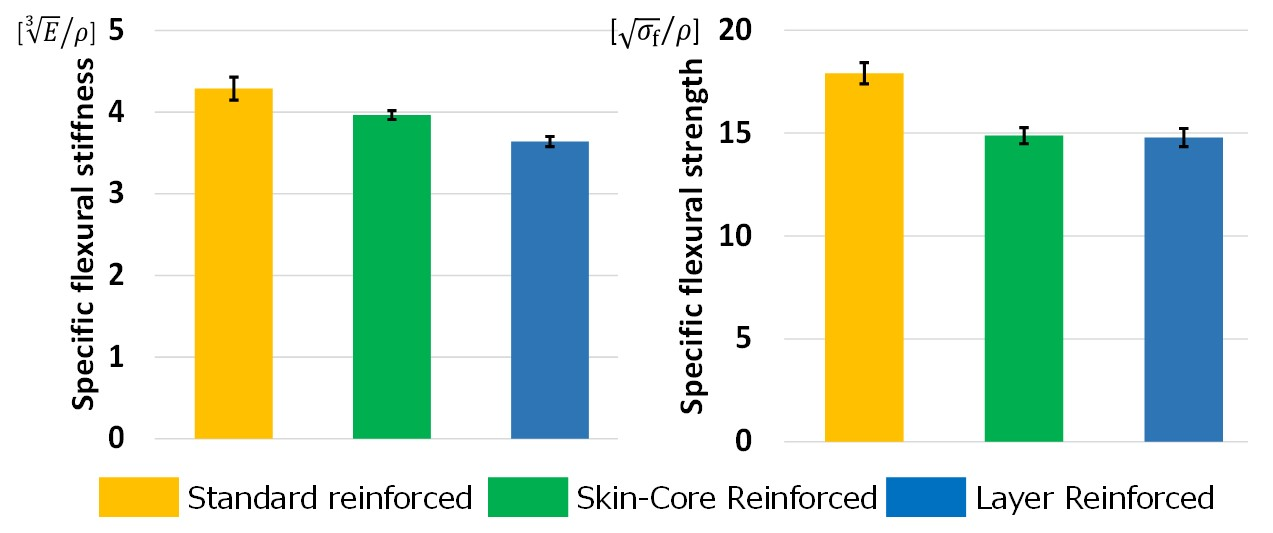 [∛E/ρ]
Specific flexural stiffness
5
4
3
2
1
0
[√σf/ρ]
Specific flexural strength
20
15
10
5
0
Standard reinforced
Skin-Core Reinforced
Layer Reinforced